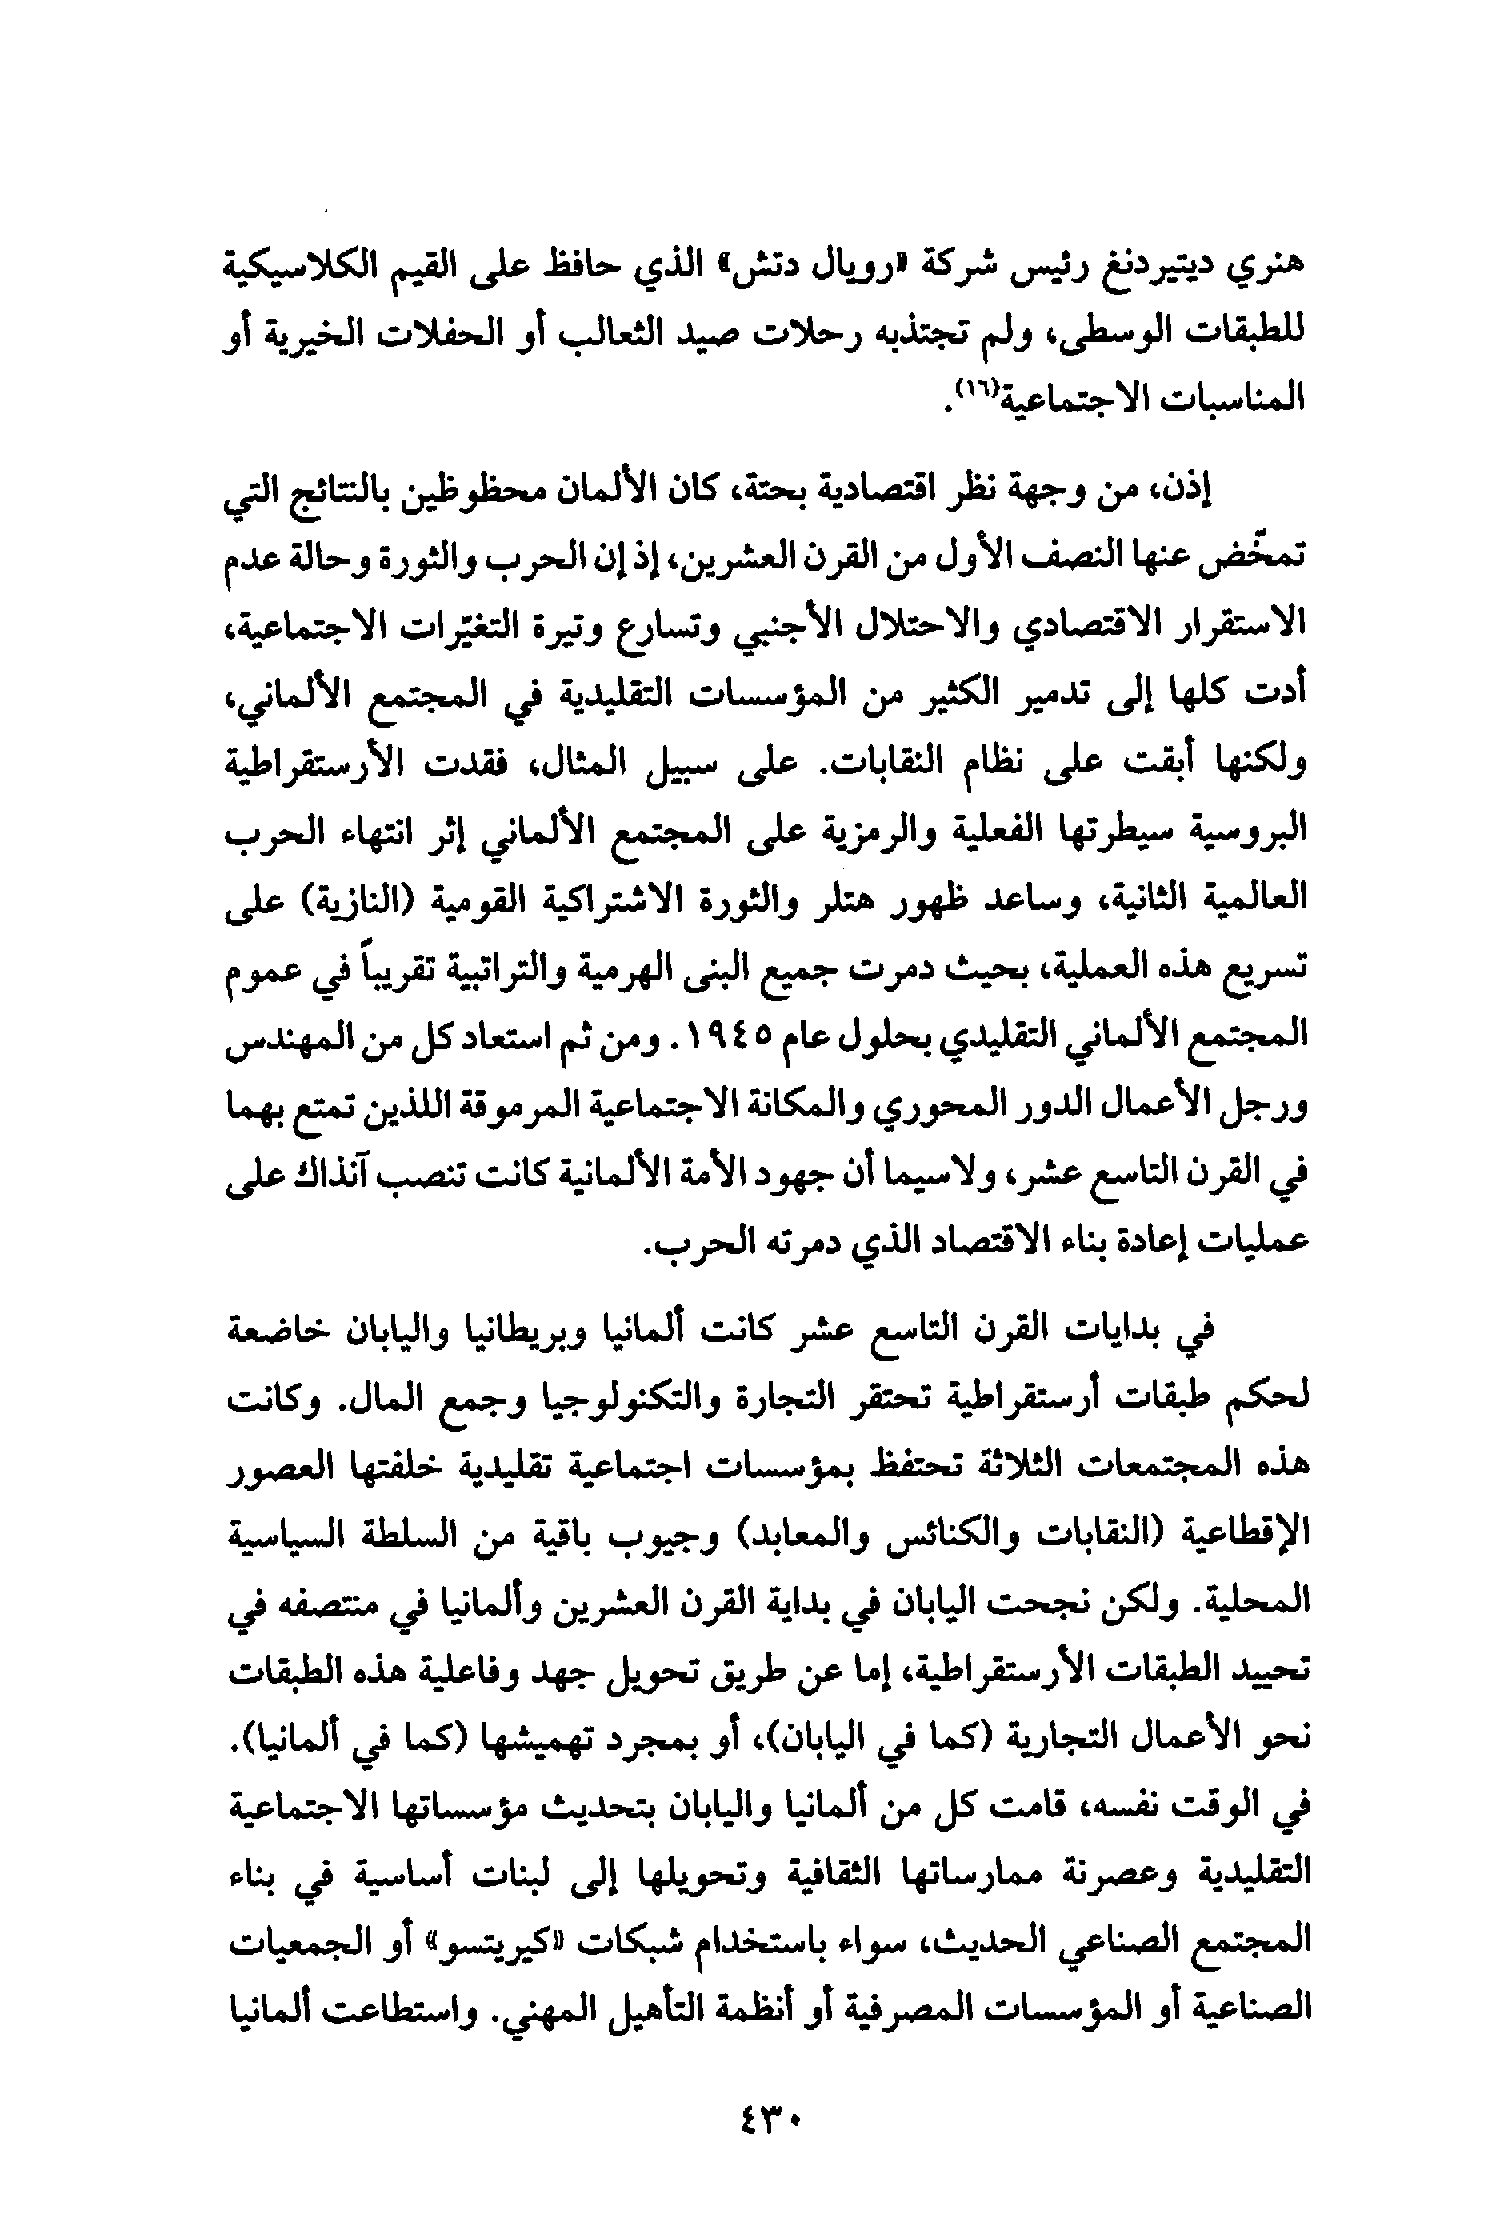 هنري ديتيردنغ رئيس شركة «رويال دتش» الذي حافظ على القيم الكلاسيكية
للطبقات الوسطى، ولم تجتذبه رحلات صيد الثعالب أو الحفلات الخيرية أو
المناسبات الاجتماعية(١٦).
إذن، من وجهة نظر اقتصادية بحتة، كان الألمان محظوظين بالنتائج التي
تمخّض عنها النصف الأول من القرن العشرين، إذ إن الحرب والثورة وحالة عدم
الاستقرار الاقتصادي والاحتلال الأجنبي وتسارع وتيرة التغيّرات الاجتماعية،
أدت كلها إلى تدمير الكثير من المؤسسات التقليدية في المجتمع الألماني،
ولكنها أبقت على نظام النقابات. على سبيل المثال، فقدت الأرستقراطية
البروسية سيطرتها الفعلية والرمزية على المجتمع الألماني إثر انتهاء الحرب
العالمية الثانية، وساعد ظهور هتلر والثورة الاشتراكية القومية (النازية) على
تسريع هذه العملية، بحيث دمرت جميع البنى الهرمية والتراتبية تقريباً في عموم
المجتمع الألماني التقليدي بحلول عام ١٩٤٥. ومن ثم استعاد كل من المهندس
ورجل الأعمال الدور المحوري والمكانة الاجتماعية المرموقة اللذين تمتع بهما
في القرن التاسع عشر، ولاسيما أن جهود الأمة الألمانية كانت تنصب آنذاك على
عمليات إعادة بناء الاقتصاد الذي دمرته الحرب.
في بدايات القرن التاسع عشر كانت ألمانيا وبريطانيا واليابان خاضعة
لحكم طبقات أرستقراطية تحتقر التجارة والتكنولوجيا وجمع المال. وكانت
هذه المجتمعات الثلاثة تحتفظ بمؤسسات اجتماعية تقليدية خلفتها العصور
الإقطاعية (النقابات والكنائس والمعابد) وجيوب باقية من السلطة السياسية
المحلية. ولكن نجحت اليابان في بداية القرن العشرين وألمانيا في منتصفه في
تحييد الطبقات الأرستقراطية، إما عن طريق تحويل جهد وفاعلية هذه الطبقات
نحو الأعمال التجارية (كما في اليابان)، أو بمجرد تهميشها (كما في ألمانيا).
في الوقت نفسه، قامت كل من ألمانيا واليابان بتحديث مؤسساتها الاجتماعية
التقليدية وعصرنة ممارساتها الثقافية وتحويلها إلى لبنات أساسية في بناء
المجتمع الصناعي الحديث، سواء باستخدام شبكات «كيريتسو» أو الجمعيات
الصناعية أو المؤسسات المصرفية أو أنظمة التأهيل المهني. واستطاعت ألمانيا
٤٣٠